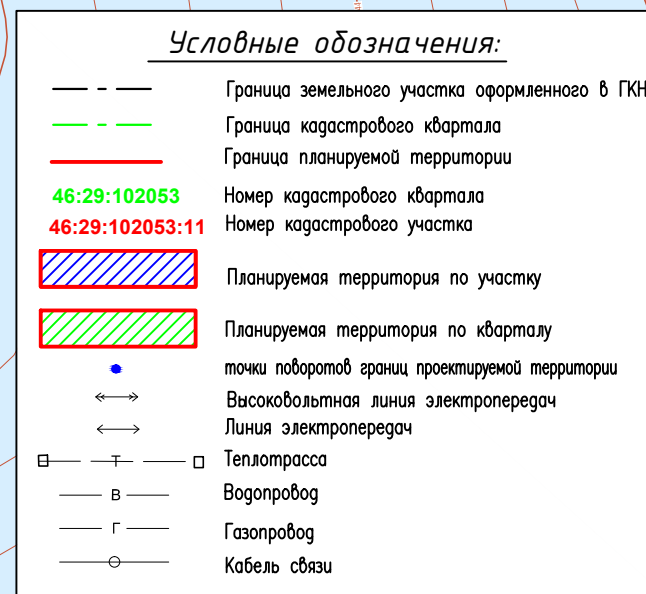 Условные обозначения:
Граница земельного участка оформленного в ГКН
Граница кадастрового квартала
Граница планируемой территории
46:29:102053 Номер кадастрового квартала
46:29:102053:11 Номер кадастрового участка
Планируемая территория по участку
Планируемая территория по кварталу
точки поворотов границ проектируемой территории
Высоковольтная линия электропередач
Линия электропередач
Т Теплотрасса
В Водопровод
Г Газопровод
Кабель связи